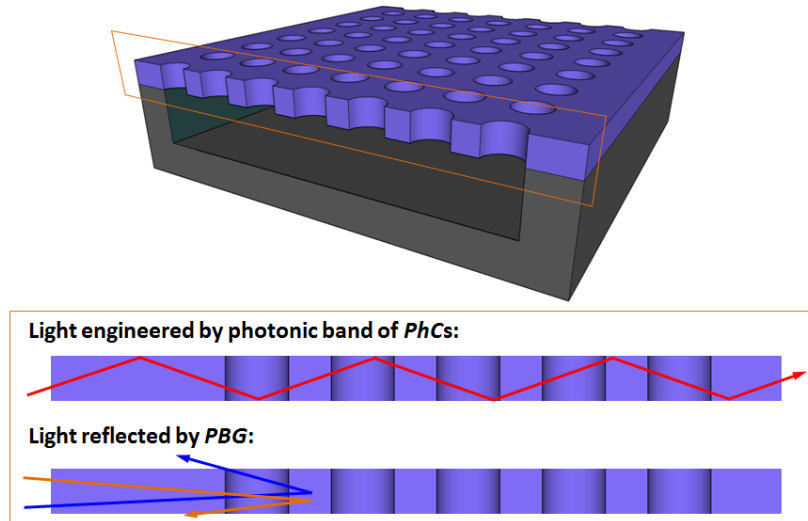 Light engineered by photonic band of PhCs:
Light reflected by PBG: